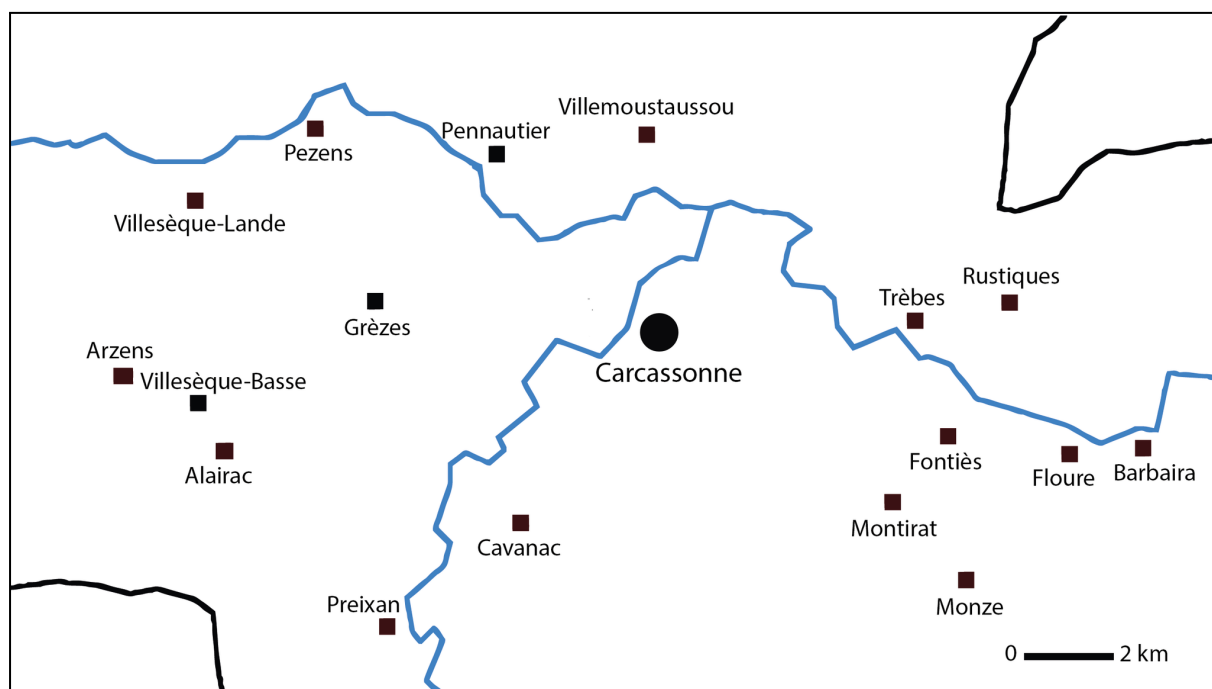 Villemoustaussou
Pennautier
Pezens
Villesèque-Lande
Rustiques
Trèbes
Grèzes
Arzens
Villesèque-Basse
Carcassonne
Alairac
Fontiès
Floure
Barbaira
Montirat
Cavanac
Preixan
Monze
0 2 km